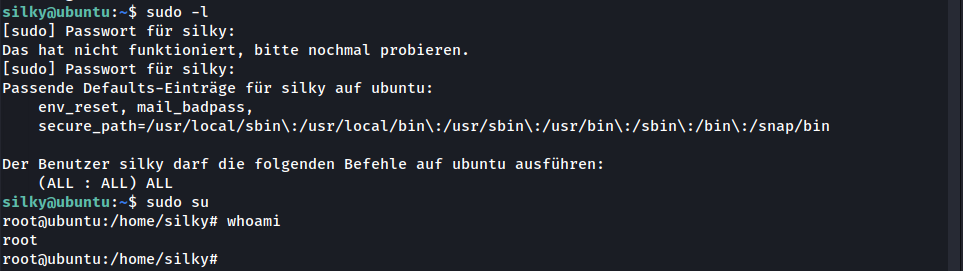 silky@ubuntu:~$ sudo -l
[sudo] Passwort für silky:
Das hat nicht funktioniert, bitte nochmal probieren.
[sudo] Passwort für silky:
Passende Defaults-Einträge für silky auf ubuntu:
    env_reset, mail_badpass,
    secure_path=/usr/local/sbin\:/usr/local/bin\:/usr/sbin\:/usr/bin\:/sbin\:/bin\:/snap/bin
Der Benutzer silky darf die folgenden Befehle auf ubuntu ausführen:
    (ALL : ALL) ALL
silky@ubuntu:~$ sudo su
root@ubuntu:/home/silky# whoami
root
root@ubuntu:/home/silky#